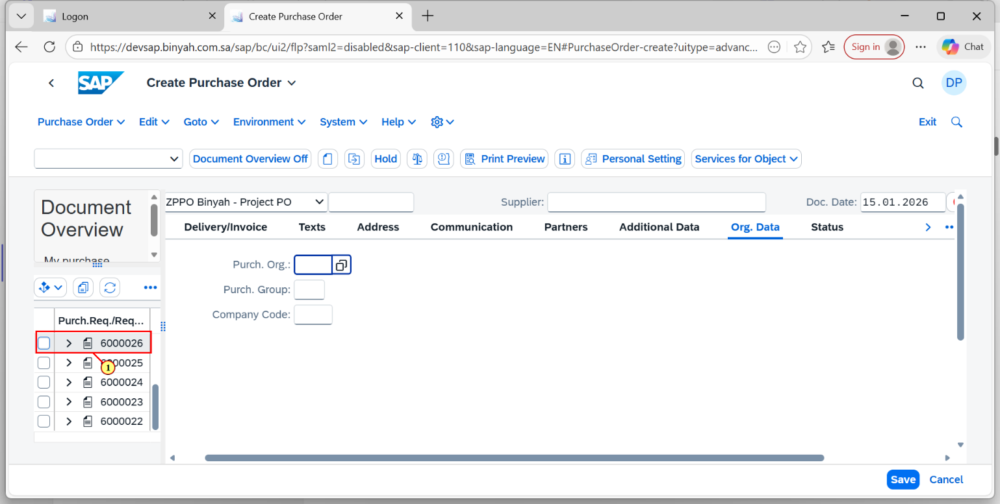 Logon
Create Purchase Order
https://devsap.binyah.com.sa/sap/bc/ui2/flp?saml2=disabled&sap-client=110&sap-language=EN#PurchaseOrder-create?uitype=advanc...
Sign in
Chat
SAP
Create Purchase Order
DP
Purchase Order
Edit
Goto
Environment
System
Help
Exit
Document Overview Off
Hold
Print Preview
Personal Setting
Services for Object
Document
Overview
My purchase
ZPPO Binyah - Project PO
Supplier:
Doc. Date:
15.01.2026
Delivery/Invoice
Texts
Address
Communication
Partners
Additional Data
Org. Data
Status
Purch. Org.:
Purch. Group:
Company Code:
Purch.Req./Req...
6000026
1
6000025
6000024
6000023
6000022
Save
Cancel